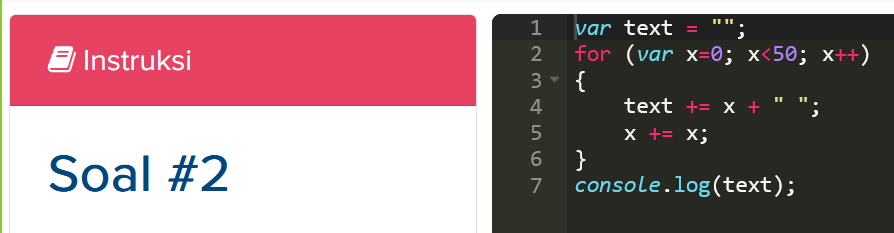 Instruksi
Soal #2
1 var text = "";
2 for (var x=0; x<50; x++)
3 {
4     text += x + " ";
5     x += x;
6 }
7 console.log(text);